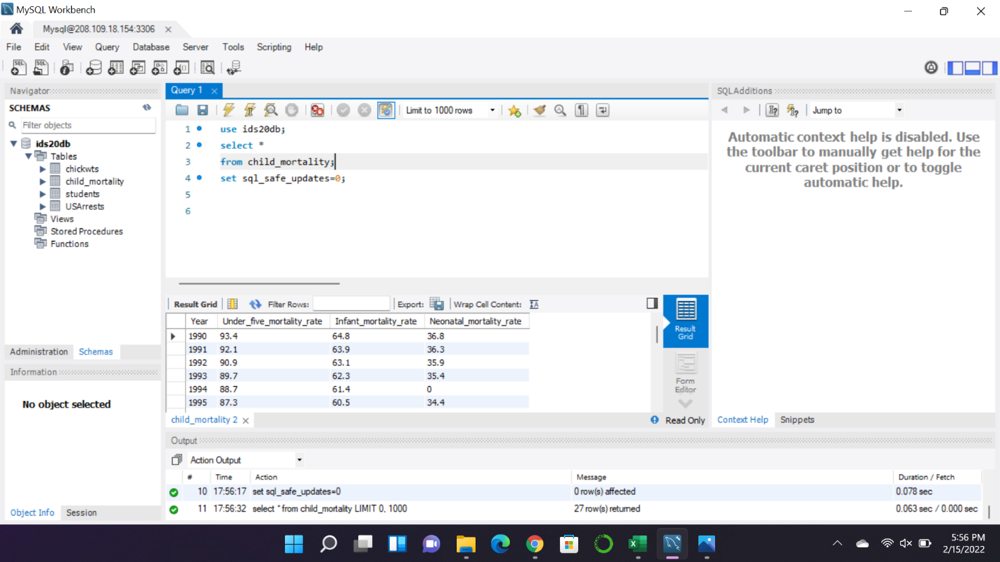 MySQL Workbench
Mysql@208.109.18.154:3306
File Edit View Query Database Server Tools Scripting Help
Navigator
SCHEMAS
Filter objects
ids20db
Tables
chickwts
child_mortality
students
USArrests
Views
Stored Procedures
Functions
Administration Schemas
Information
No object selected
Object Info Session
Query 1
Limit to 1000 rows
1 use ids20db;
2 select *
3 from child_mortality;
4 set sql_safe_updates=0;
5
6
Result Grid Filter Rows: Export: Wrap Cell Content:
Year Under_five_mortality_rate Infant_mortality_rate Neonatal_mortality_rate
1990 93.4 64.8 36.8
1991 92.1 63.9 36.3
1992 90.9 63.1 35.9
1993 89.7 62.3 35.4
1994 88.7 61.4 0
1995 87.3 60.5 34.4
Result
Grid
Form
Editor
child_mortality 2
Read Only
SQLAdditions
Jump to
Automatic context help is disabled. Use
the toolbar to manually get help for the
current caret position or to toggle
automatic help.
Context Help Snippets
Output
Action Output
# Time Action Message Duration / Fetch
10 17:56:17 set sql_safe_updates=0 0 row(s) affected 0.078 sec
11 17:56:32 select * from child_mortality LIMIT 0, 1000 27 row(s) returned 0.063 sec / 0.000 sec
5:56 PM
2/15/2022